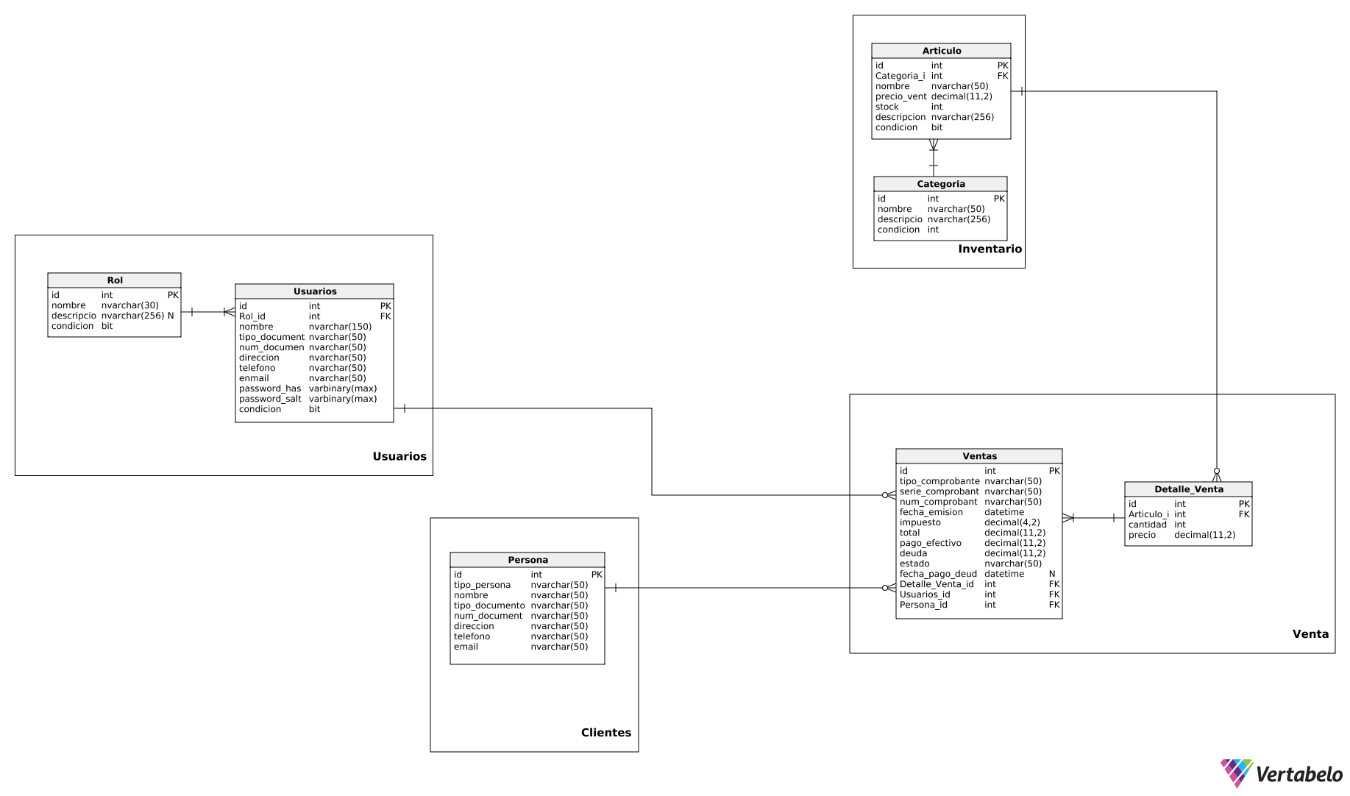 Articulo
id int PK
Categoria_i int FK
nombre nvarchar(50)
precio_vent decimal(11,2)
stock int
descripcion nvarchar(256)
condicion bit
Categoria
id int PK
nombre nvarchar(50)
descripcio nvarchar(256)
condicion int
Inventario
Rol
id int PK
nombre nvarchar(30)
descripcio nvarchar(256) N
condicion bit
Usuarios
id int PK
Rol_id int FK
nombre nvarchar(150)
tipo_document nvarchar(50)
num_documen nvarchar(50)
direccion nvarchar(50)
telefono nvarchar(50)
enmail nvarchar(50)
password_has varbinary(max)
password_salt varbinary(max)
condicion bit
Usuarios
Ventas
id int PK
tipo_comprobante nvarchar(50)
serie_comprobant nvarchar(50)
num_comprobant nvarchar(50)
fecha_emision datetime
impuesto decimal(4,2)
total decimal(11,2)
pago_efectivo decimal(11,2)
deuda decimal(11,2)
estado nvarchar(50)
fecha_pago_deud datetime N
Detalle_Venta_id int FK
Usuarios_id int FK
Persona_id int FK
Detalle_Venta
id int PK
Articulo_i int FK
cantidad int
precio decimal(11,2)
Venta
Persona
id int PK
tipo_persona nvarchar(50)
nombre nvarchar(50)
tipo_documento nvarchar(50)
num_document nvarchar(50)
direccion nvarchar(50)
telefono nvarchar(50)
email nvarchar(50)
Clientes
Vertabelo